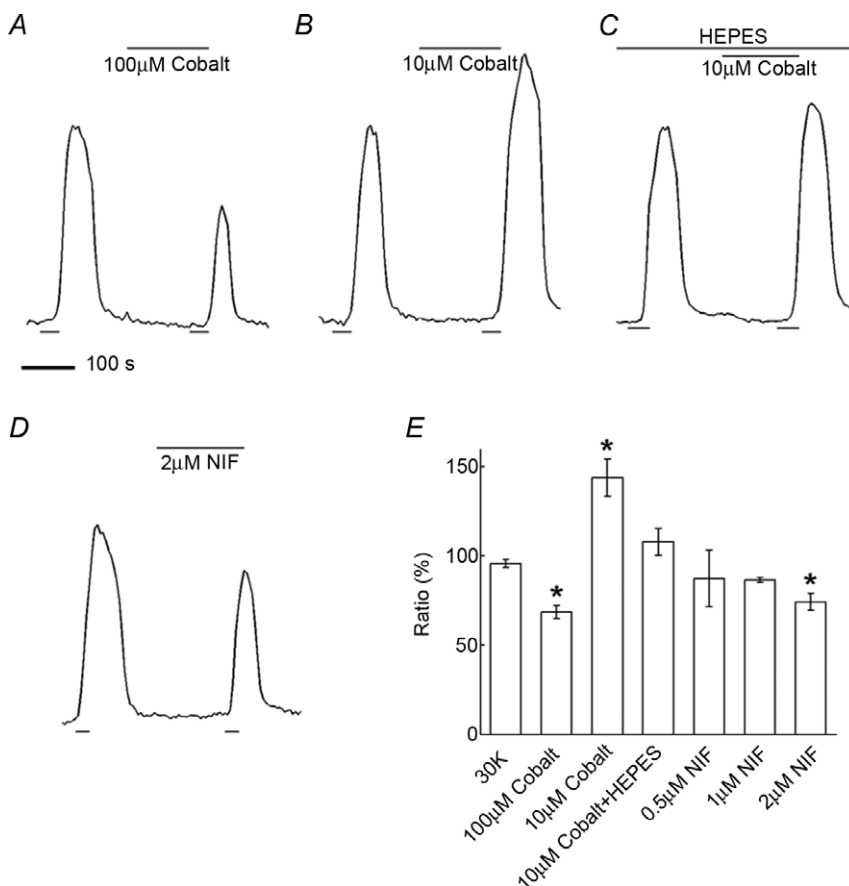 A
100μM Cobalt
B
10μM Cobalt
C
HEPES
10μM Cobalt
100 s
D
2μM NIF
E
*
*
*
150
100
50
0
Ratio (%)
30K
100μM Cobalt
10μM Cobalt
10μM Cobalt+HEPES
0.5μM NIF
1μM NIF
2μM NIF